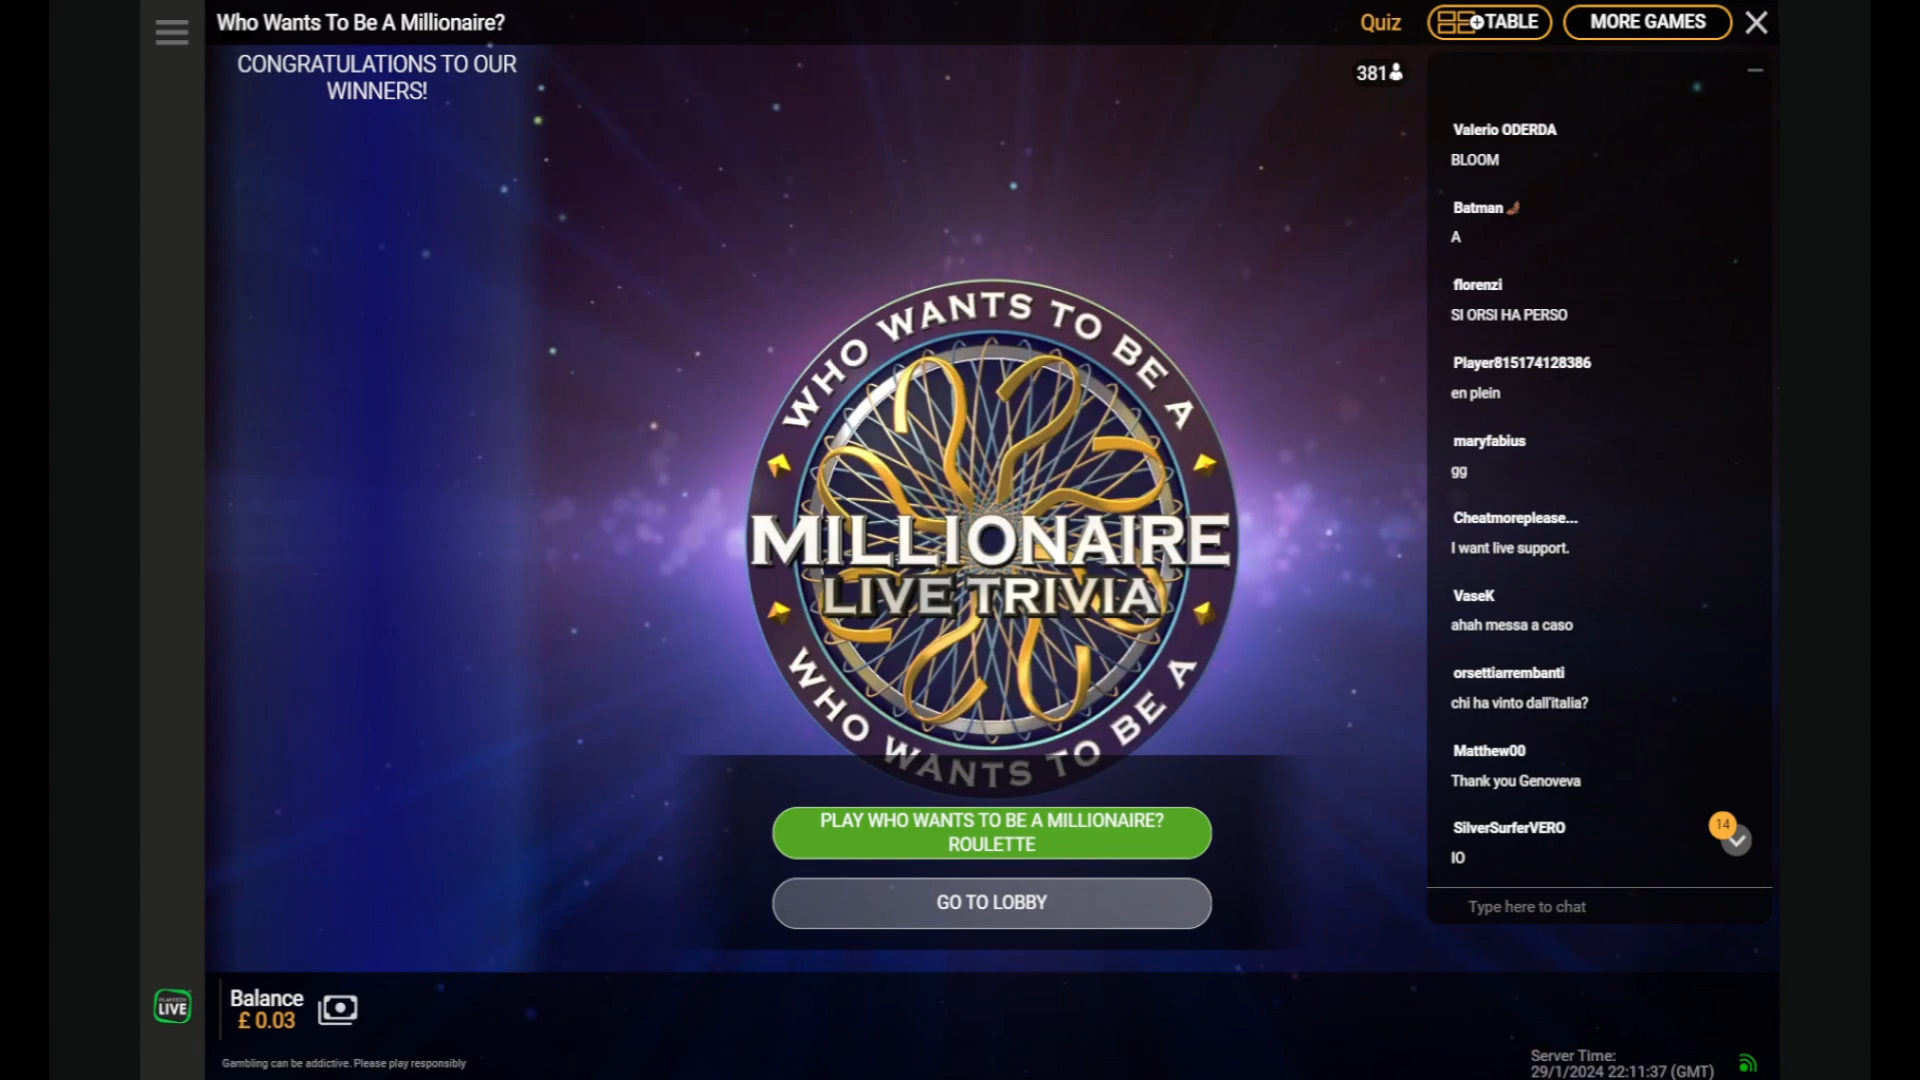 Who Wants To Be A Millionaire?
Quiz
TABLE
MORE GAMES
CONGRATULATIONS TO OUR
WINNERS!
381
Valerio ODERDA
BLOOM
Batman
A
florenzi
SI ORSI HA PERSO
Player815174128386
en plein
maryfabius
gg
Cheatmoreplease...
I want live support.
VaseK
ahah messa a caso
orsettiarrembanti
chi ha vinto dall'italia?
Matthew00
Thank you Genoveva
SilverSurferVERO
IO
14
Type here to chat
WHO WANTS TO BE A
MILLIONAIRE
LIVE TRIVIA
WHO WANTS TO BE A
PLAY WHO WANTS TO BE A MILLIONAIRE?
ROULETTE
GO TO LOBBY
PLAYTECH
LIVE
Balance
£ 0.03
Gambling can be addictive. Please play responsibly
Server Time:
29/1/2024 22:11:37 (GMT)